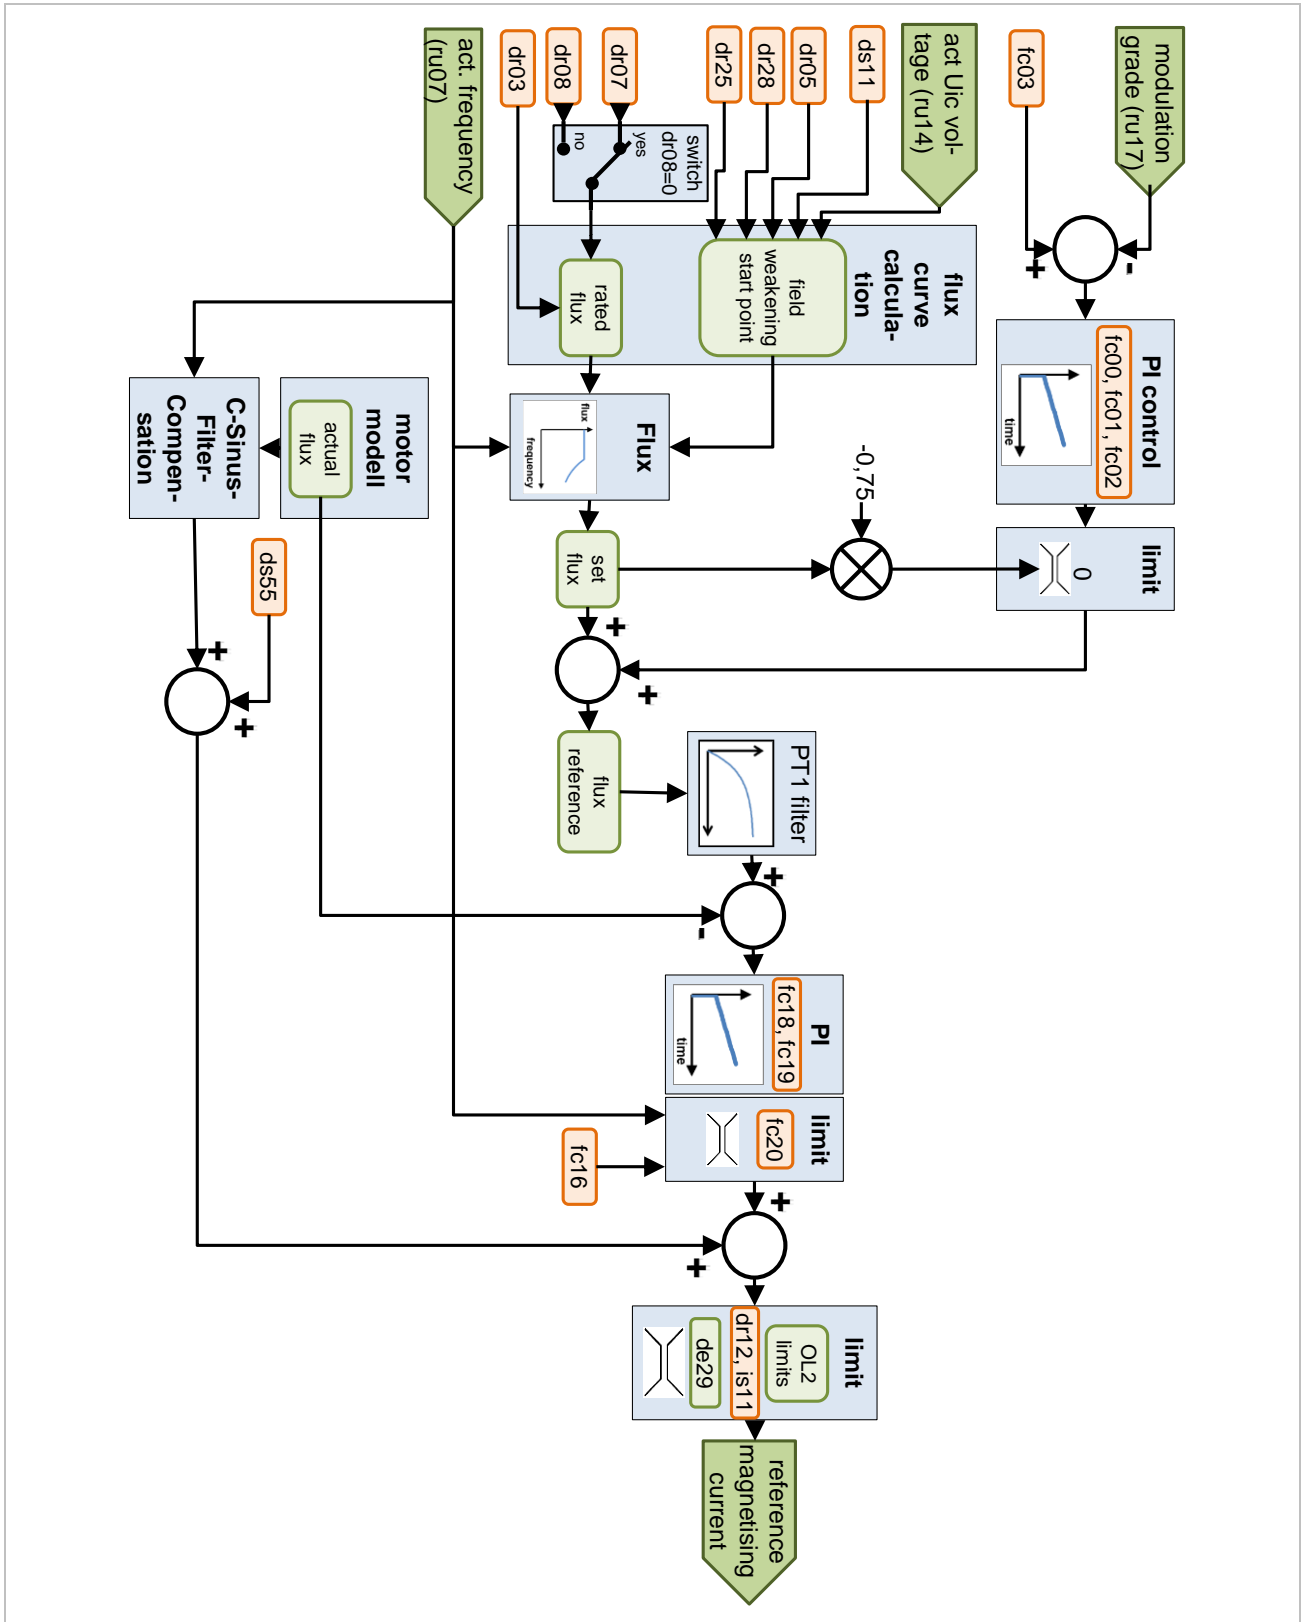 modulation
grade (ru17)
fc03
-
+
PI control
fc00, fc01, fc02
time
limit
0
act Uic vol-
tage (ru14)
ds11
dr05
dr28
dr25
dr07
dr08
dr03
switch
dr08=0
yes
no
flux
curve
calcula-
tion
field
weakening
start point
rated
flux
-0,75
Flux
flux
frequency
set
flux
+
+
flux
reference
PT1 filter
+
-
PI
fc18, fc19
time
limit
fc20
fc16
+
+
limit
OL2
limits
dr12, is11
de29
reference
magnetising
current
act. frequency
(ru07)
motor
modell
actual
flux
C-Sinus-
Filter-
Compen-
sation
ds55
+
+